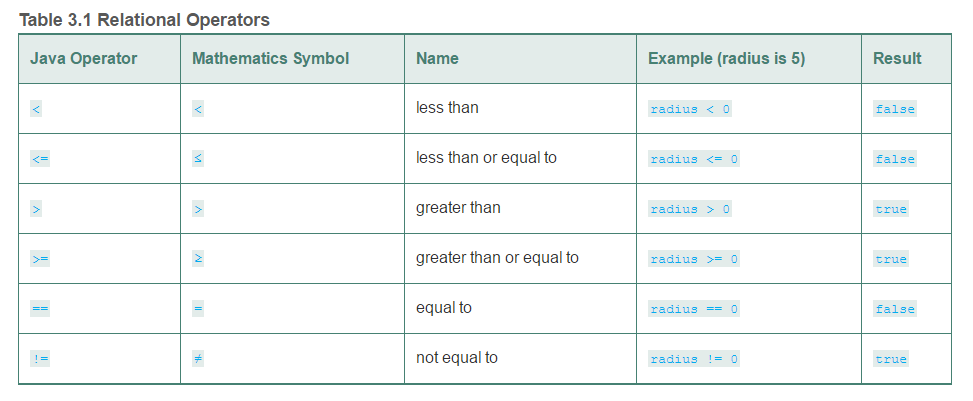 Table 3.1 Relational Operators
Java Operator Mathematics Symbol Name Example (radius is 5) Result
< < less than radius < 0 false
<= ≤ less than or equal to radius <= 0 false
> > greater than radius > 0 true
>= ≥ greater than or equal to radius >= 0 true
== = equal to radius == 0 false
!= ≠ not equal to radius != 0 true